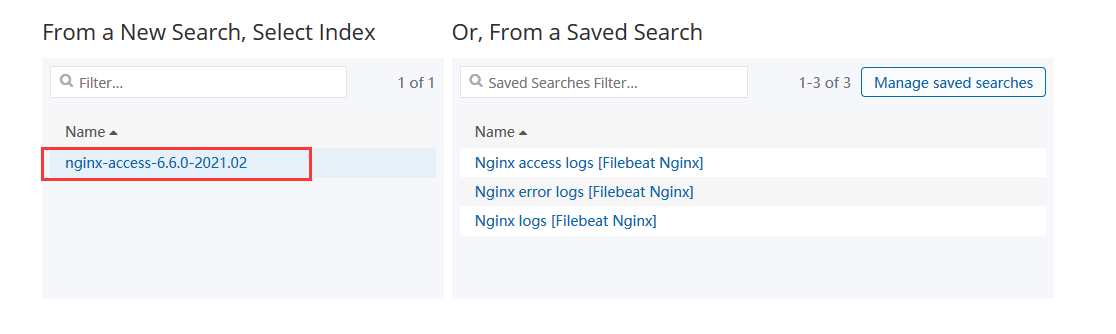 From a New Search, Select Index
Filter...
1 of 1
Name
nginx-access-6.6.0-2021.02
Or, From a Saved Search
Saved Searches Filter...
1-3 of 3
Manage saved searches
Name
Nginx access logs [Filebeat Nginx]
Nginx error logs [Filebeat Nginx]
Nginx logs [Filebeat Nginx]